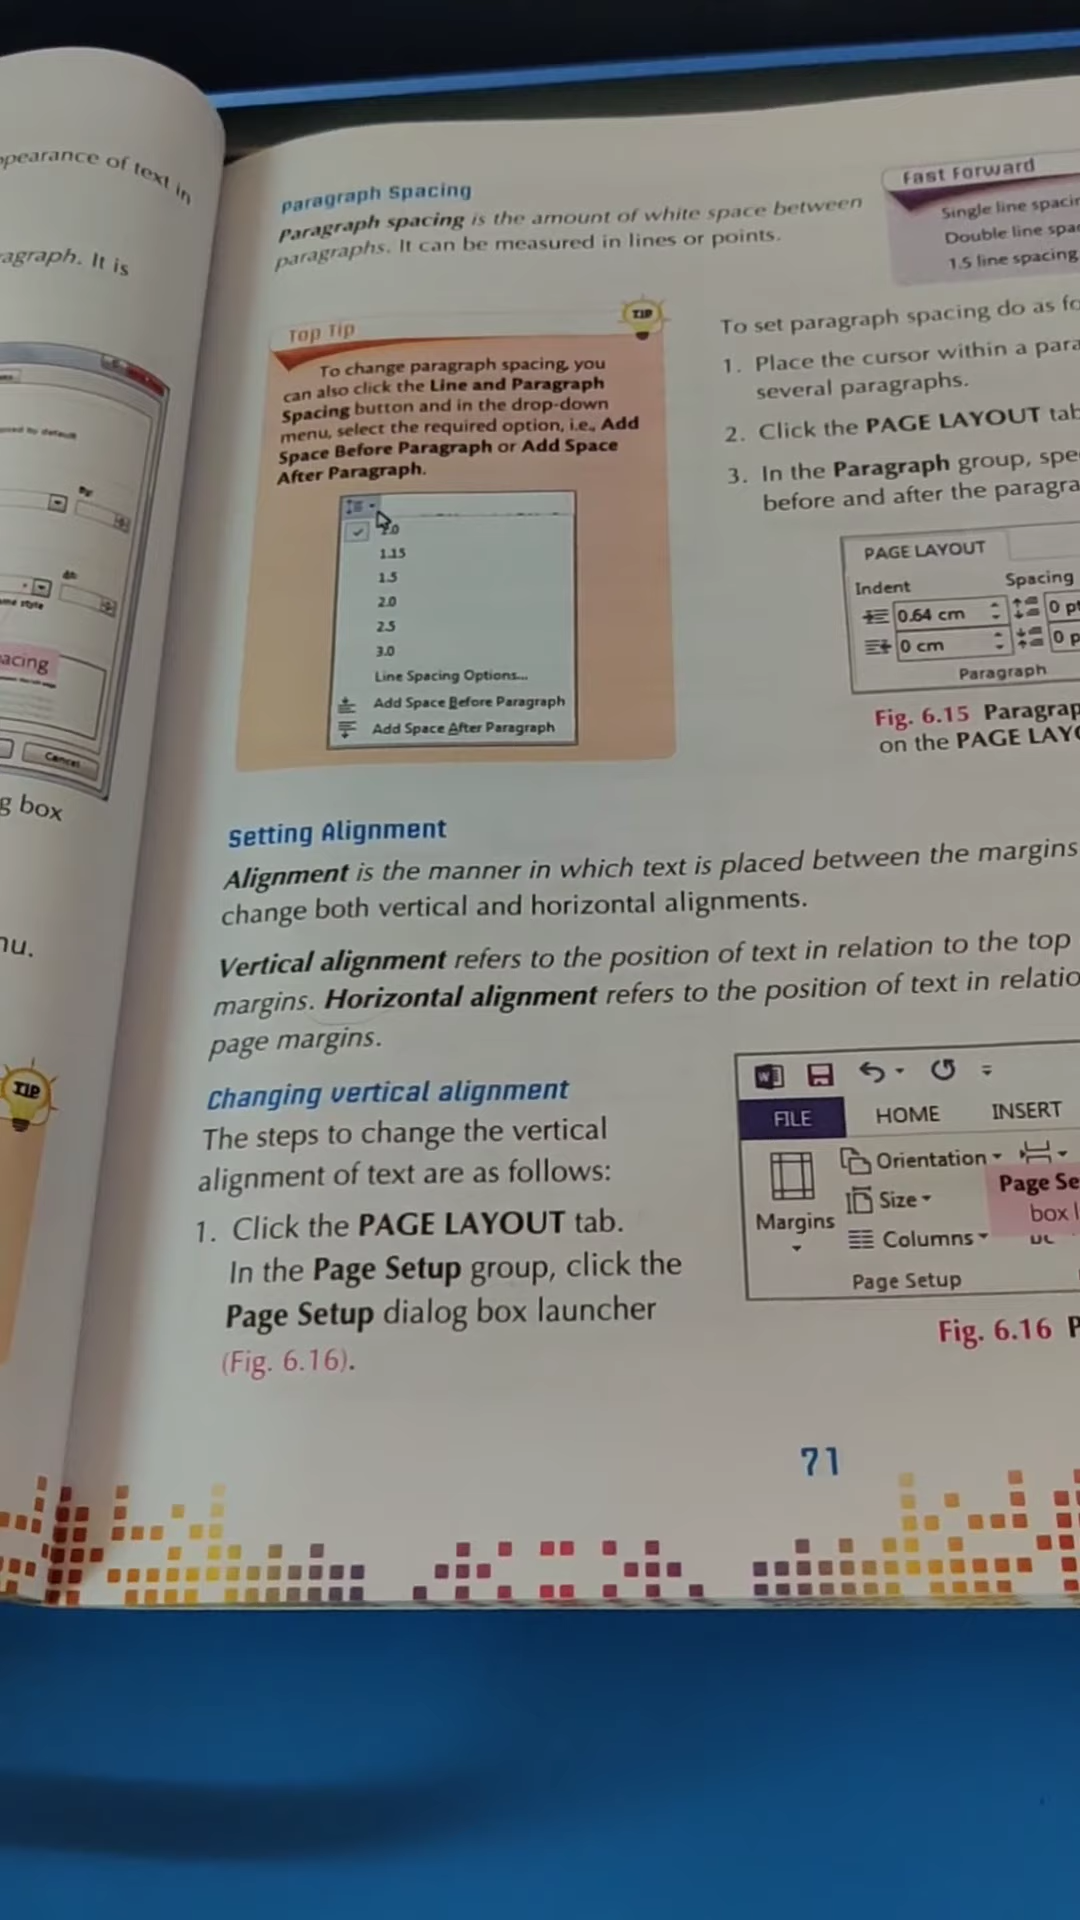 ppearance of text in
agraph. It is
acing
Cancel
g box
nu.
TIP
Paragraph Spacing
Paragraph spacing is the amount of white space between
paragraphs. It can be measured in lines or points.
Fast Forward
Single line spacin
Double line spa
1.5 line spacing
Top Tip
TIP
To change paragraph spacing, you
can also click the Line and Paragraph
Spacing button and in the drop-down
menu, select the required option, i.e., Add
Space Before Paragraph or Add Space
After Paragraph.
1.15
1.5
2.0
2.5
3.0
Line Spacing Options...
Add Space Before Paragraph
Add Space After Paragraph
To set paragraph spacing do as fo
1. Place the cursor within a para
several paragraphs.
2. Click the PAGE LAYOUT tab
3. In the Paragraph group, spe
before and after the paragra
PAGE LAYOUT
Indent Spacing
0.64 cm 0 pt
0 cm 0 p
Paragraph
Fig. 6.15 Paragrap
on the PAGE LAYO
Setting Alignment
Alignment is the manner in which text is placed between the margins
change both vertical and horizontal alignments.
Vertical alignment refers to the position of text in relation to the top
margins. Horizontal alignment refers to the position of text in relatio
page margins.
Changing vertical alignment
The steps to change the vertical
alignment of text are as follows:
1. Click the PAGE LAYOUT tab.
In the Page Setup group, click the
Page Setup dialog box launcher
(Fig. 6.16).
FILE HOME INSERT
Orientation
Size
Columns
Margins
Page Se
box l
Page Setup
Fig. 6.16 P
71